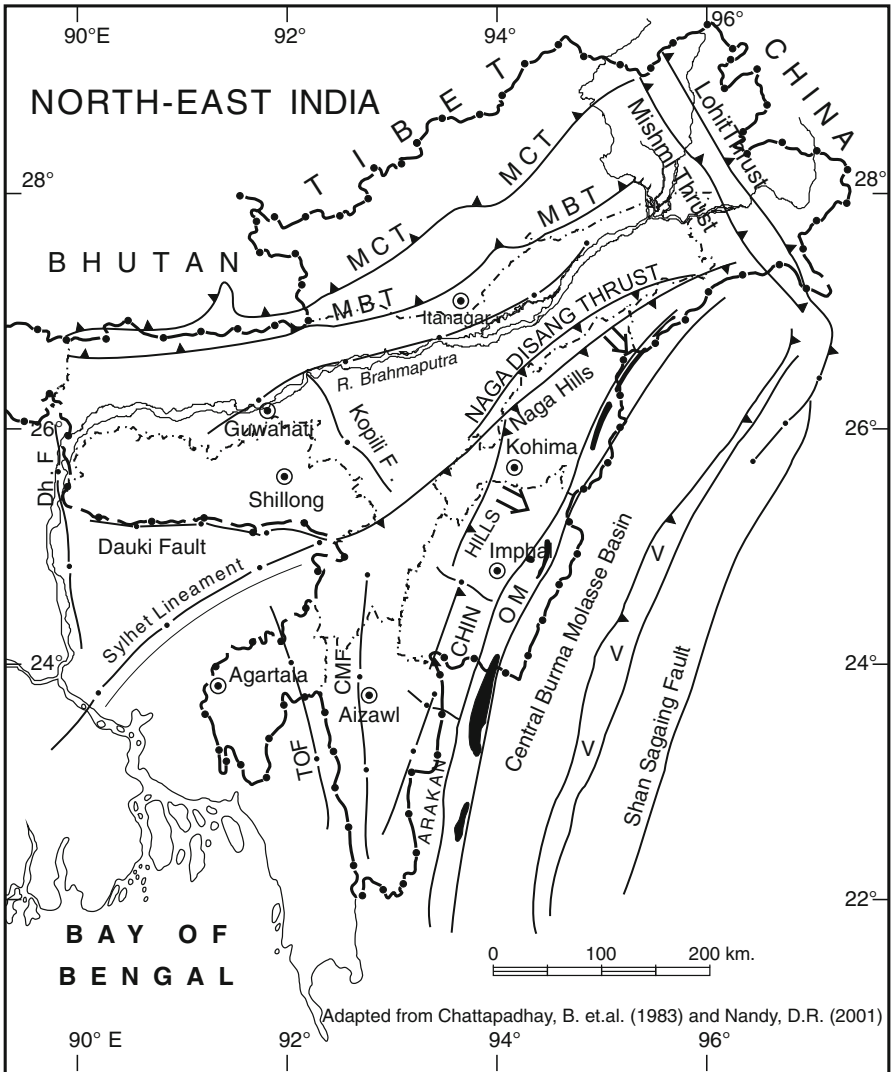 90°E
92°
94°
96°
NORTH-EAST INDIA
TIBET
CHINA
Lohit Thrust
Mishmi Thrust
MCT
28°
28°
MBT
MCT
BHUTAN
MBT
Itanagar
NAGA DISANG THRUST
R. Brahmaputra
Naga Hills
26°
26°
Guwahati
Kopili F
Kohima
Dh F
Shillong
HILLS
Dauki Fault
Imphal
Central Burma Molasse Basin
V
Sylhet Lineament
OM
CHIN
24°
24°
V
Agartala
CMF
Aizawl
Shan Sagaing Fault
V
TOF
ARAKAN
22°
BAY OF
BENGAL
0 100 200 km.
Adapted from Chattapadhay, B. et.al. (1983) and Nandy, D.R. (2001)
90° E
92°
94°
96°